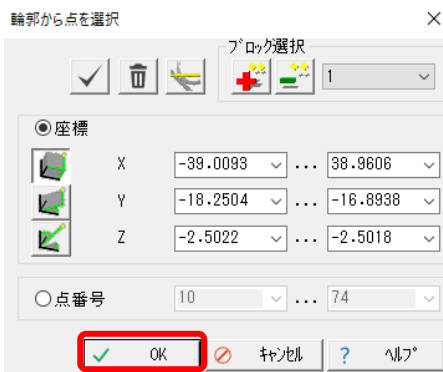 輪郭から点を選択
ブロック選択
1
座標
X -39.0093 ... 38.9606
Y -18.2504 ... -16.8938
Z -2.5022 ... -2.5018
点番号 10 ... 74
OK キャンセル ? ヘルプ